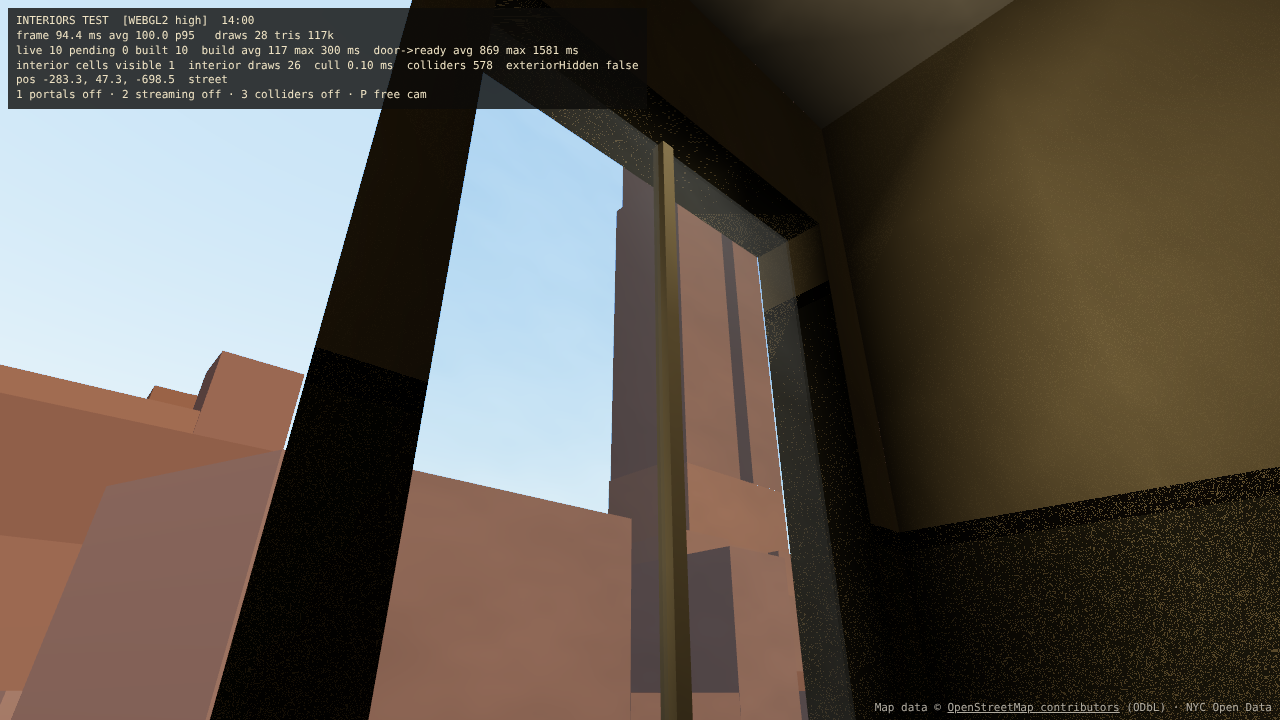 INTERIORS TEST  [WEBGL2 high]  14:00
frame 94.4 ms avg 100.0 p95   draws 28 tris 117k
live 10 pending 0 built 10  build avg 117 max 300 ms  door->ready avg 869 max 1581 ms
interior cells visible 1  interior draws 26  cull 0.10 ms  colliders 578  exteriorHidden false
pos -283.3, 47.3, -698.5  street
1 portals off · 2 streaming off · 3 colliders off · P free cam
Map data © OpenStreetMap contributors (ODbL) · NYC Open Data